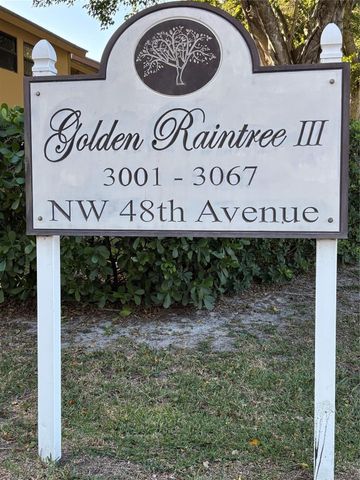 Golden Raintree III
3001 - 3067
NW 48th Avenue